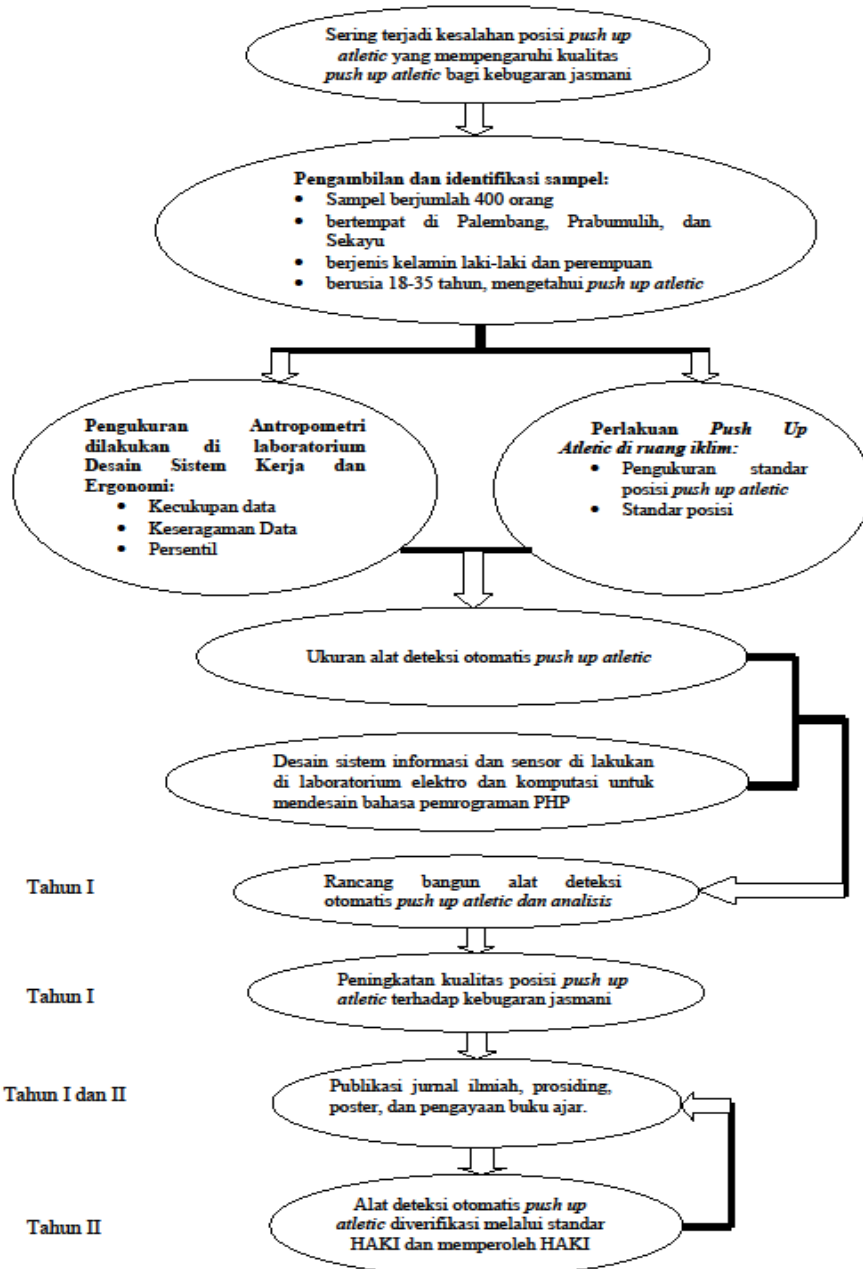 Sering terjadi kesalahan posisi push up
atletic yang mempengaruhi kualitas
push up atletic bagi kebugaran jasmani
Pengambilan dan identifikasi sampel:
• Sampel berjumlah 400 orang
• bertempat di Palembang, Prabumulih, dan
Sekayu
• berjenis kelamin laki-laki dan perempuan
• berusia 18-35 tahun, mengetahui push up atletic
Pengukuran Antropometri
dilakukan di laboratorium
Desain Sistem Kerja dan
Ergonomi:
• Kecukupan data
• Keseragaman Data
• Persentil
Perlakuan Push Up
Atletic di ruang iklim:
• Pengukuran standar
posisi push up atletic
• Standar posisi
Ukuran alat deteksi otomatis push up atletic
Desain sistem informasi dan sensor di lakukan
di laboratorium elektro dan komputasi untuk
mendesain bahasa pemrograman PHP
Tahun I
Rancang bangun alat deteksi
otomatis push up atletic dan analisis
Tahun I
Peningkatan kualitas posisi push up
atletic terhadap kebugaran jasmani
Tahun I dan II
Publikasi jurnal ilmiah, prosiding,
poster, dan pengayaan buku ajar.
Tahun II
Alat deteksi otomatis push up
atletic diverifikasi melalui standar
HAKI dan memperoleh HAKI